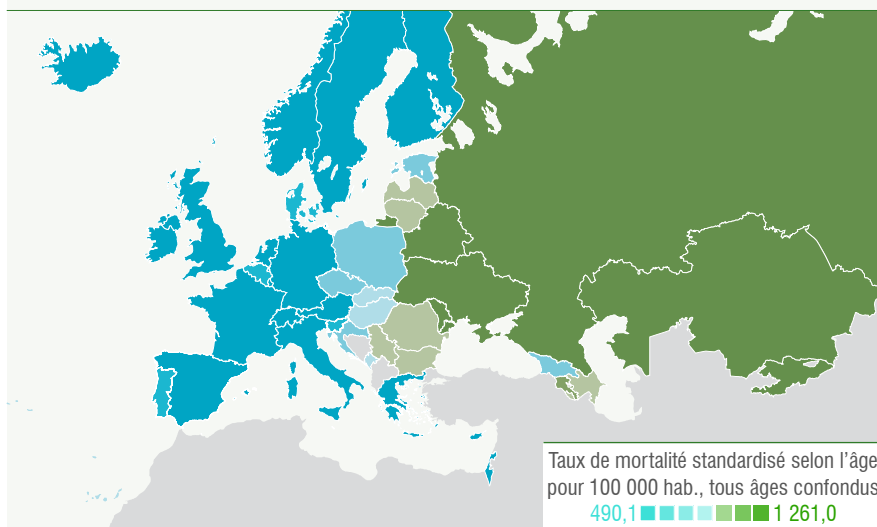 Taux de mortalité standardisé selon l’âge
pour 100 000 hab., tous âges confondus
490,1 1 261,0